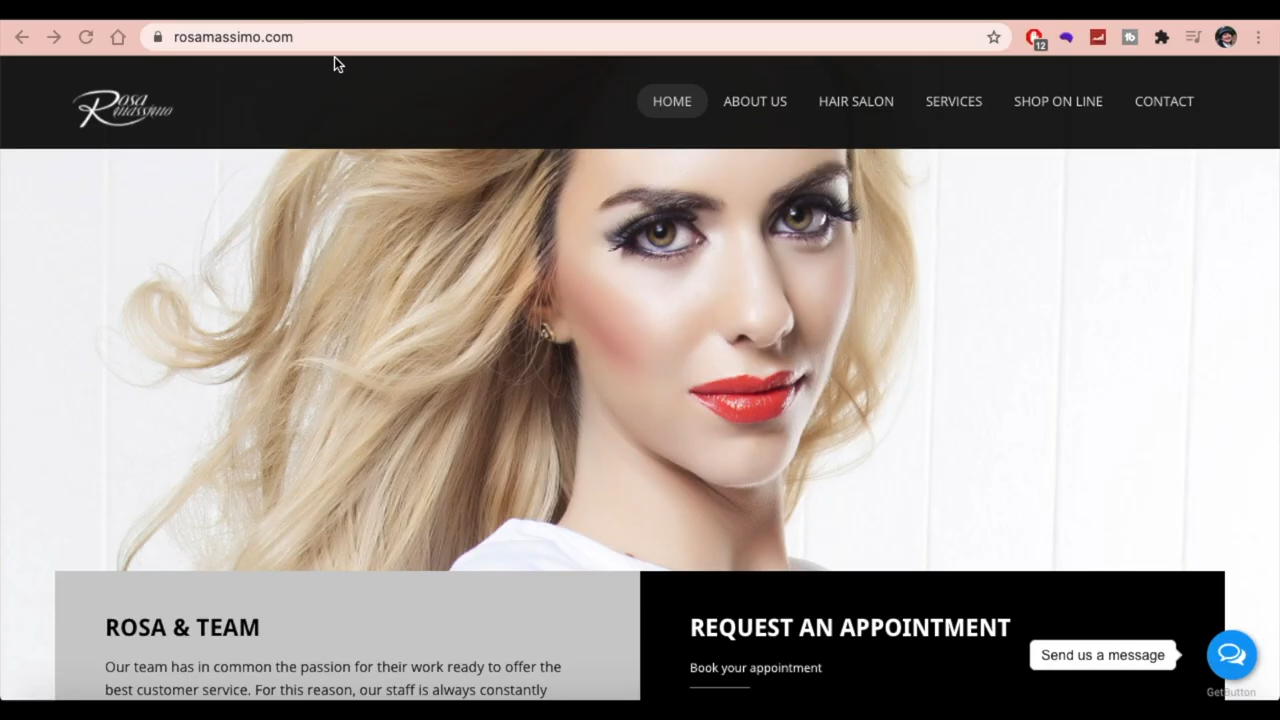 rosamassimo.com
12
Rosa
massimo
HOME
ABOUT US
HAIR SALON
SERVICES
SHOP ON LINE
CONTACT
ROSA & TEAM
Our team has in common the passion for their work ready to offer the
best customer service. For this reason, our staff is always constantly
REQUEST AN APPOINTMENT
Book your appointment
Send us a message
GetButton